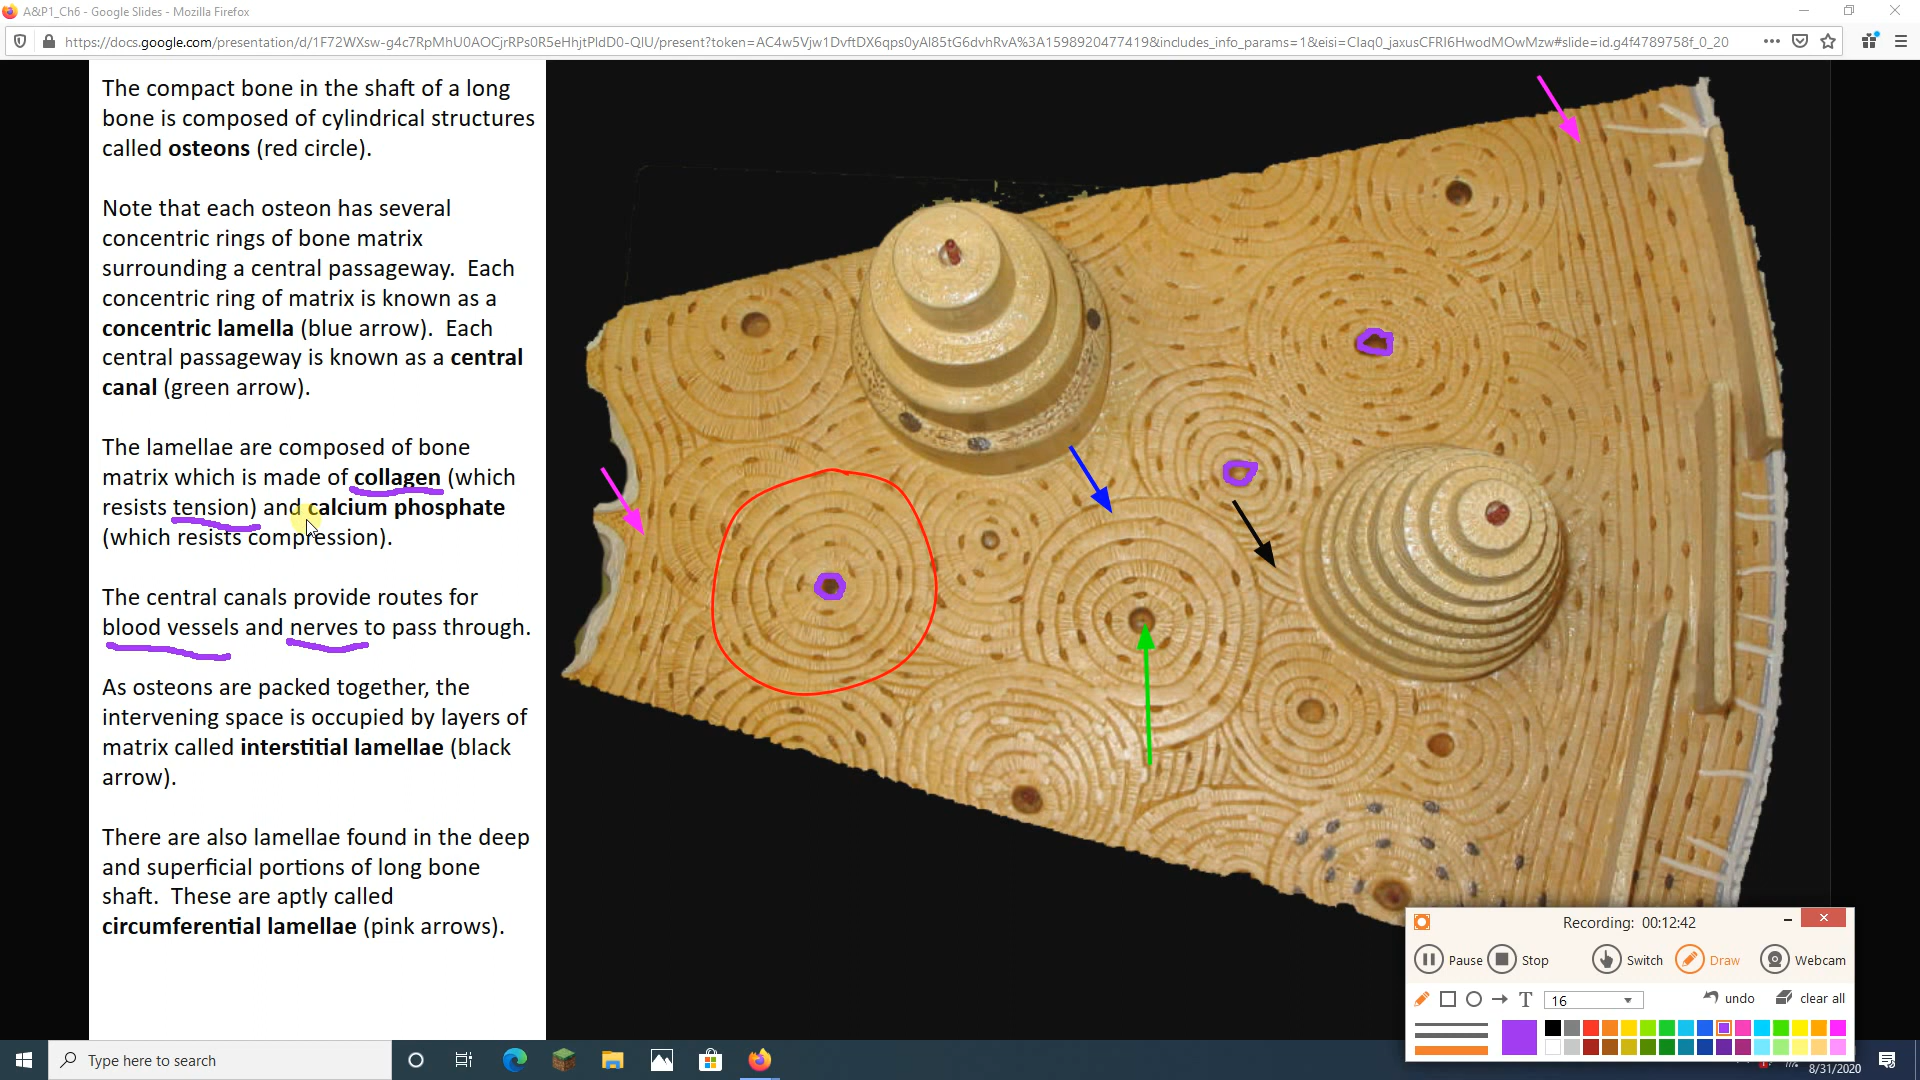 A&P1_Ch6 - Google Slides - Mozilla Firefox
https://docs.google.com/presentation/d/1F72WXsw-g4c7RpMhU0AOCjrRPs0R5eHhjtPldD0-QlU/present?token=AC4w5Vjw1DvftDX6qps0yAl85tG6dvhRvA%3A1598920477419&includes_info_params=1&eisi=CIaq0_jaxusCFRI6HwodMOwMzw#slide=id.g4f4789758f_0_20
The compact bone in the shaft of a long
bone is composed of cylindrical structures
called osteons (red circle).
Note that each osteon has several
concentric rings of bone matrix
surrounding a central passageway. Each
concentric ring of matrix is known as a
concentric lamella (blue arrow). Each
central passageway is known as a central
canal (green arrow).
The lamellae are composed of bone
matrix which is made of collagen (which
resists tension) and calcium phosphate
(which resists compression).
The central canals provide routes for
blood vessels and nerves to pass through.
As osteons are packed together, the
intervening space is occupied by layers of
matrix called interstitial lamellae (black
arrow).
There are also lamellae found in the deep
and superficial portions of long bone
shaft. These are aptly called
circumferential lamellae (pink arrows).
Recording: 00:12:42
Pause Stop Switch Draw Webcam
T 16 undo clear all
Type here to search
8/31/2020